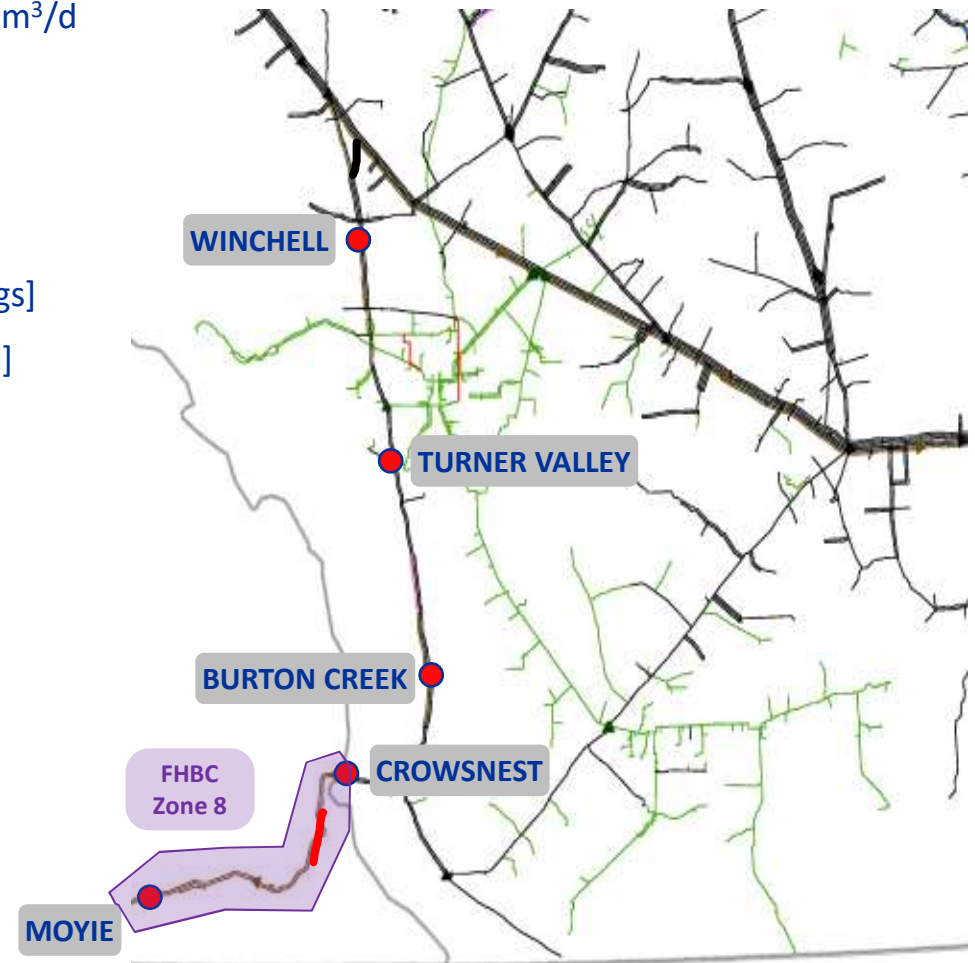 m³/d
WINCHELL
gs]
]
TURNER VALLEY
BURTON CREEK
FHBC
Zone 8
CROWSNEST
MOYIE